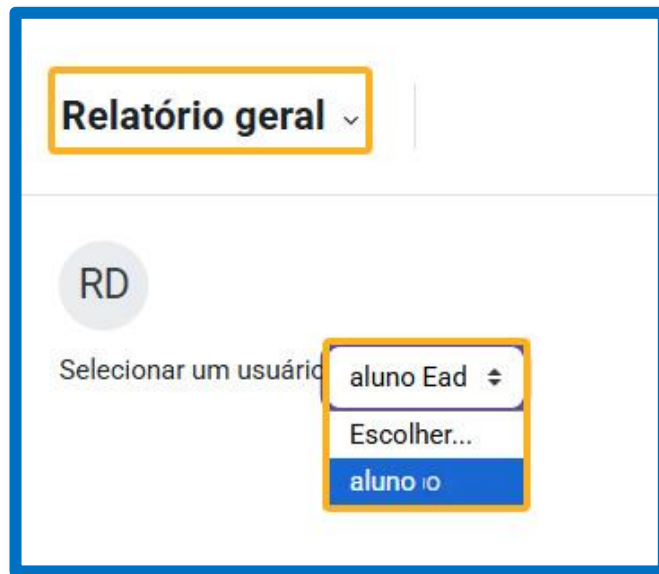 Relatório geral
RD
Selecionar um usuário
aluno Ead
Escolher...
aluno